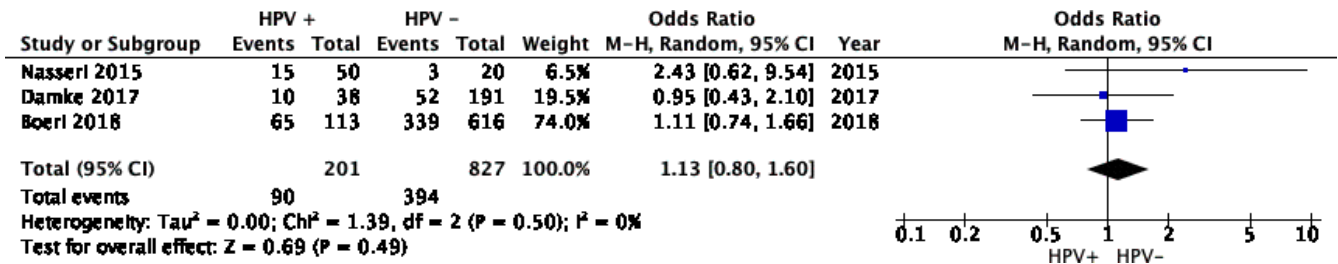 HPV + HPV – Odds Ratio Odds Ratio
Study or Subgroup Events Total Events Total Weight M-H, Random, 95% CI Year M-H, Random, 95% CI
Nasseri 2015 15 50 3 20 6.5% 2.43 [0.62, 9.54] 2015
Damke 2017 10 38 52 191 19.5% 0.95 [0.43, 2.10] 2017
Boeri 2018 65 113 339 616 74.0% 1.11 [0.74, 1.66] 2018
Total (95% CI) 201 827 100.0% 1.13 [0.80, 1.60]
Total events 90 394
Heterogeneity: Tau² = 0.00; Chi² = 1.39, df = 2 (P = 0.50); I² = 0%
Test for overall effect: Z = 0.69 (P = 0.49)
0.1 0.2 0.5 1 2 5 10
HPV+ HPV-